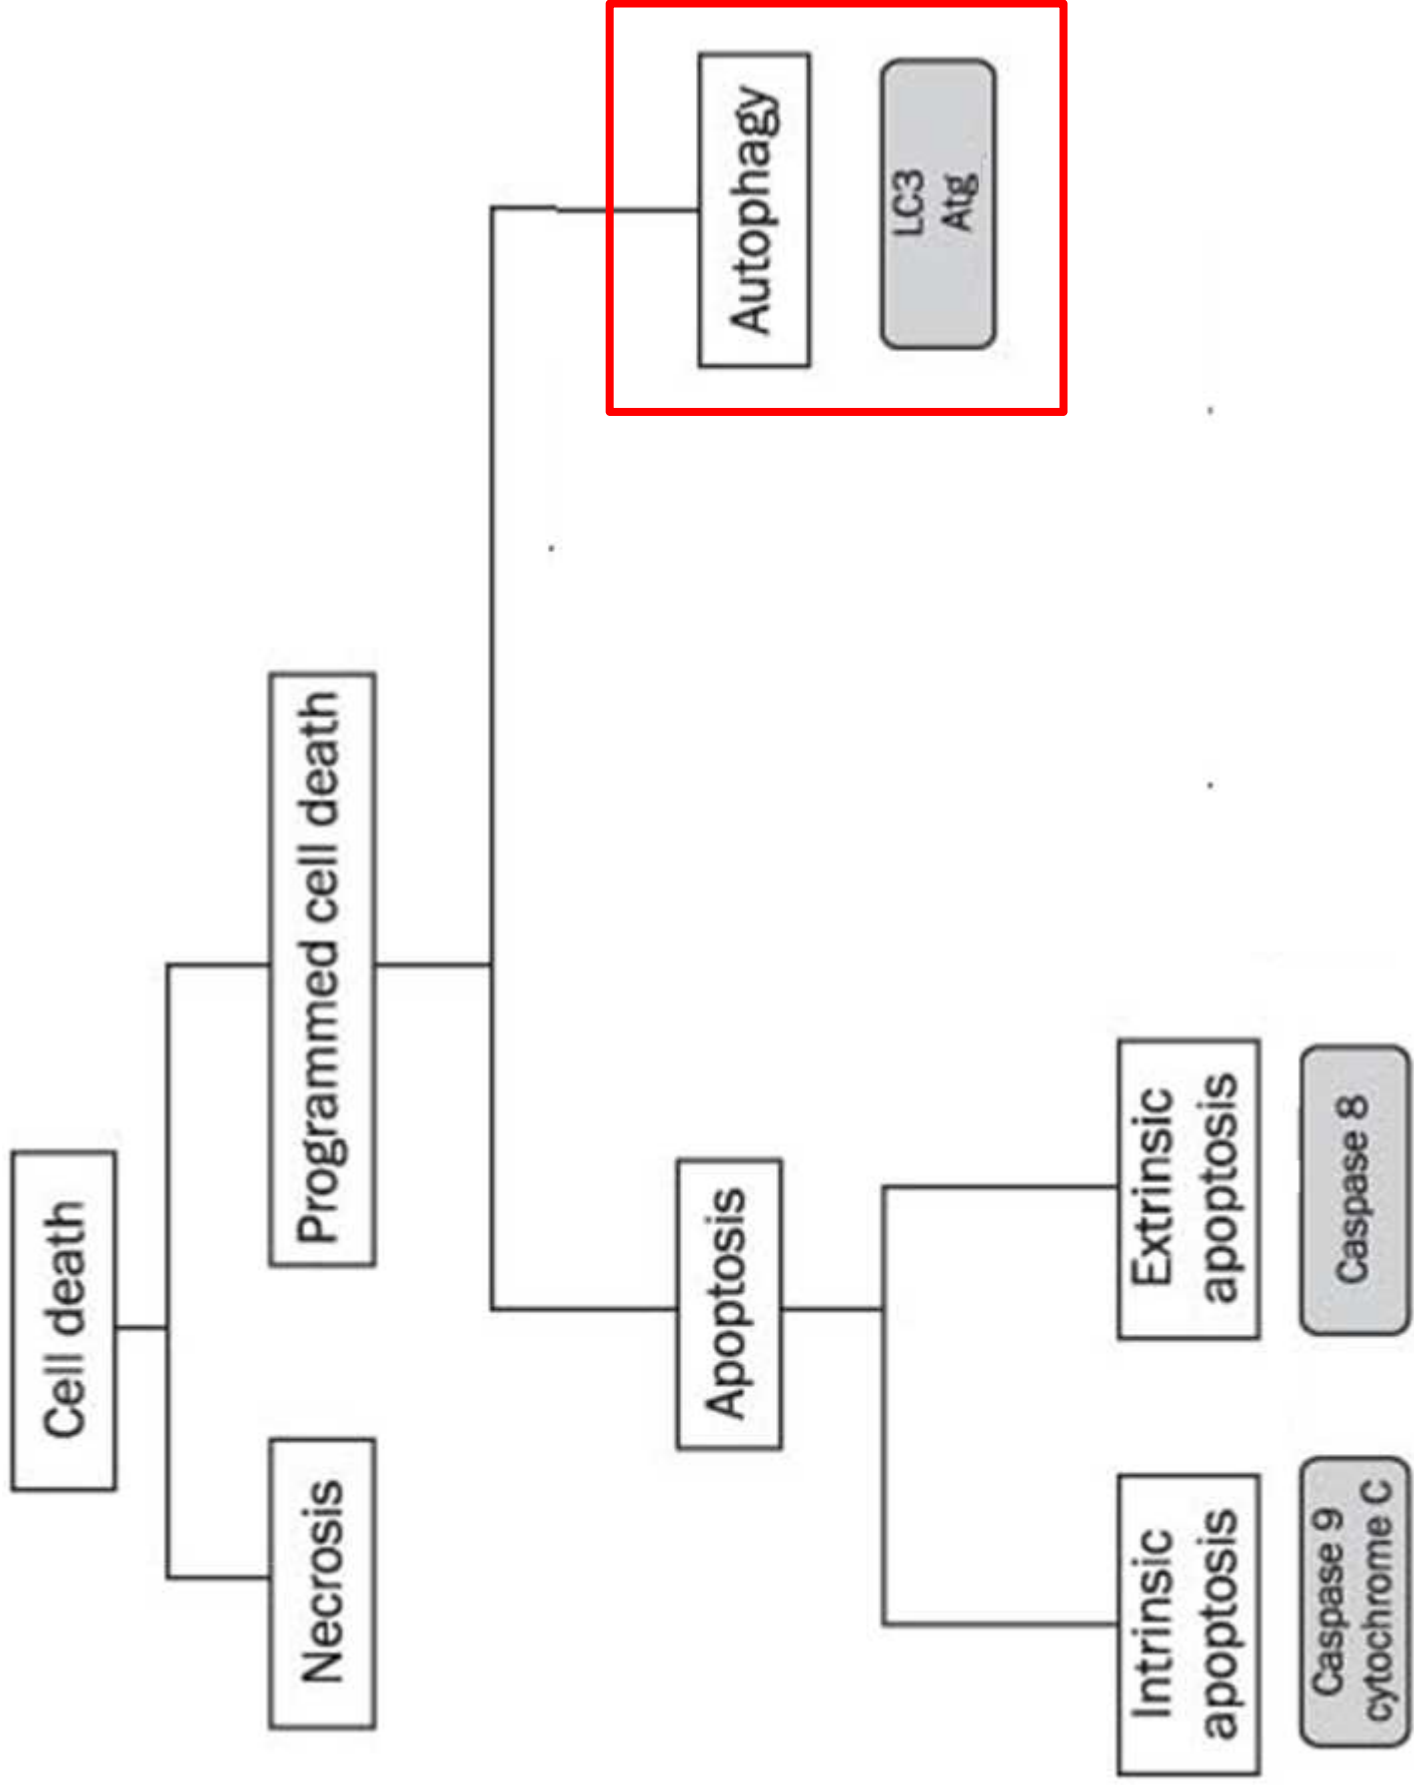 Cell death
Necrosis
Programmed cell death
Apoptosis
Autophagy
LC3
Atg
Intrinsic
apoptosis
Extrinsic
apoptosis
Caspase 9
cytochrome C
Caspase 8